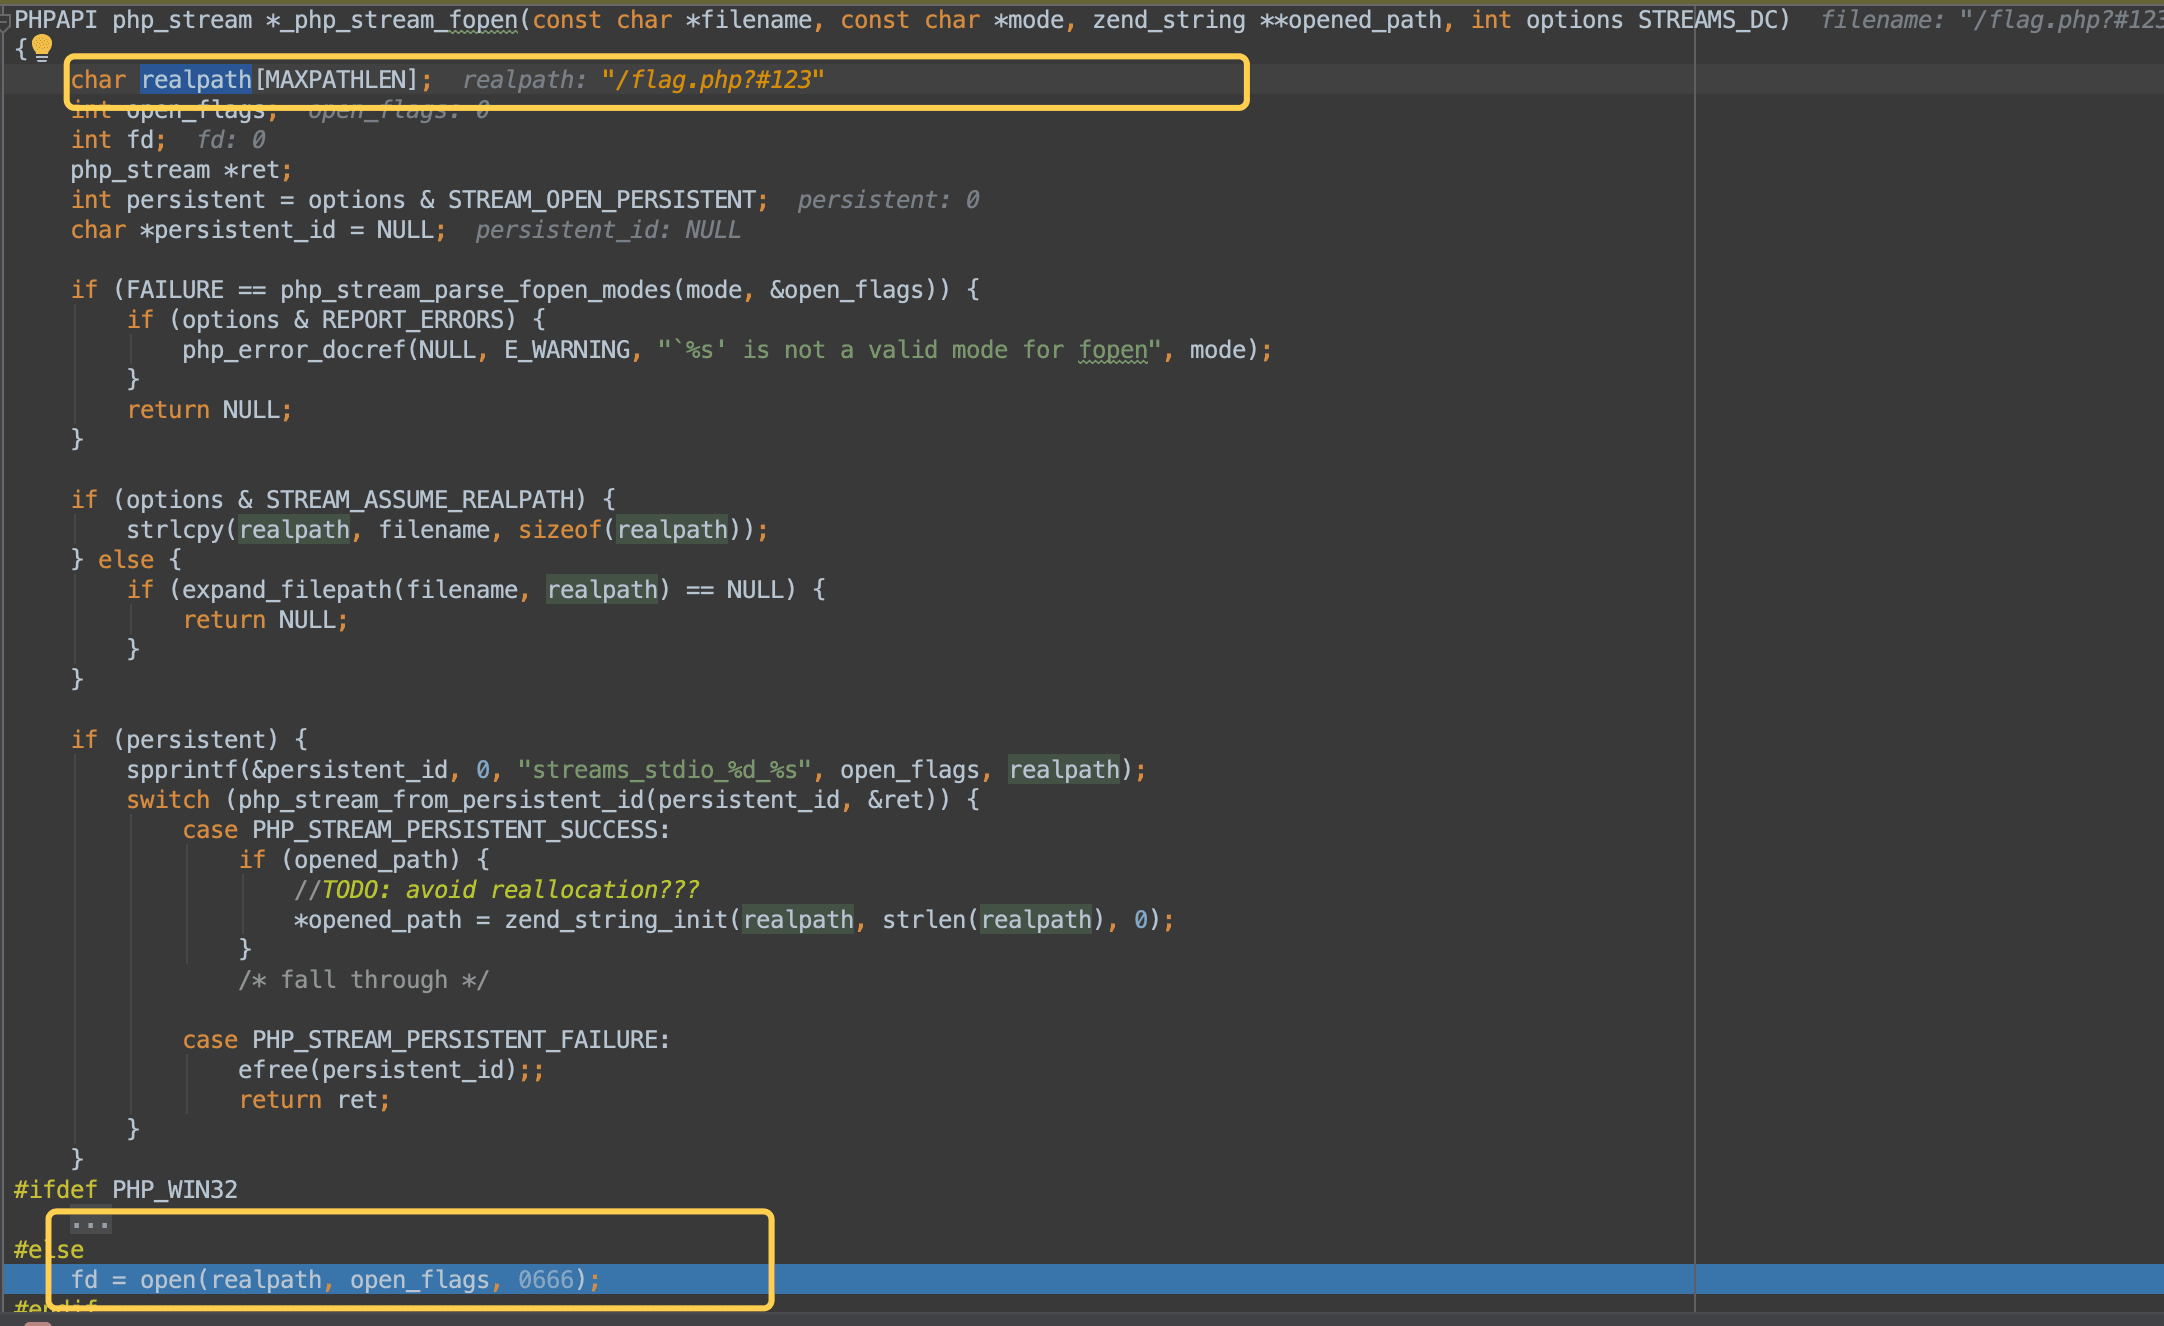 PHPAPI php_stream *_php_stream_fopen(const char *filename, const char *mode, zend_string **opened_path, int options STREAMS_DC)  filename: "/flag.php?#123
{
    char realpath[MAXPATHLEN];  realpath: "/flag.php?#123"
    int open_flags;  open_flags: 0
    int fd;  fd: 0
    php_stream *ret;
    int persistent = options & STREAM_OPEN_PERSISTENT;  persistent: 0
    char *persistent_id = NULL;  persistent_id: NULL
    if (FAILURE == php_stream_parse_fopen_modes(mode, &open_flags)) {
        if (options & REPORT_ERRORS) {
            php_error_docref(NULL, E_WARNING, "`%s' is not a valid mode for fopen", mode);
        }
        return NULL;
    }
    if (options & STREAM_ASSUME_REALPATH) {
        strlcpy(realpath, filename, sizeof(realpath));
    } else {
        if (expand_filepath(filename, realpath) == NULL) {
            return NULL;
        }
    }
    if (persistent) {
        spprintf(&persistent_id, 0, "streams_stdio_%d_%s", open_flags, realpath);
        switch (php_stream_from_persistent_id(persistent_id, &ret)) {
            case PHP_STREAM_PERSISTENT_SUCCESS:
                if (opened_path) {
                    //TODO: avoid reallocation???
                    *opened_path = zend_string_init(realpath, strlen(realpath), 0);
                }
                /* fall through */
            case PHP_STREAM_PERSISTENT_FAILURE:
                efree(persistent_id);;
                return ret;
        }
    }
#ifdef PHP_WIN32
    ...
#else
    fd = open(realpath, open_flags, 0666);
#endif